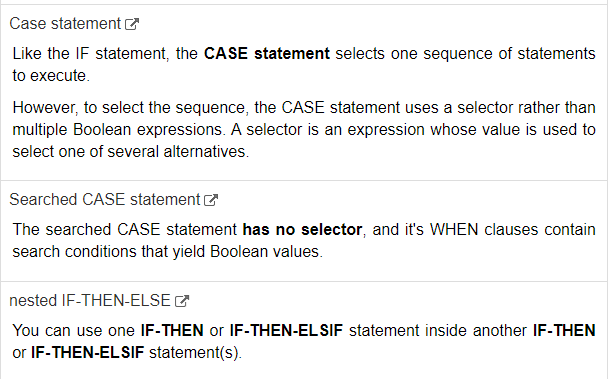 Case statement
Like the IF statement, the CASE statement selects one sequence of statements
to execute.
However, to select the sequence, the CASE statement uses a selector rather than
multiple Boolean expressions. A selector is an expression whose value is used to
select one of several alternatives.
Searched CASE statement
The searched CASE statement has no selector, and it's WHEN clauses contain
search conditions that yield Boolean values.
nested IF-THEN-ELSE
You can use one IF-THEN or IF-THEN-ELSIF statement inside another IF-THEN
or IF-THEN-ELSIF statement(s).